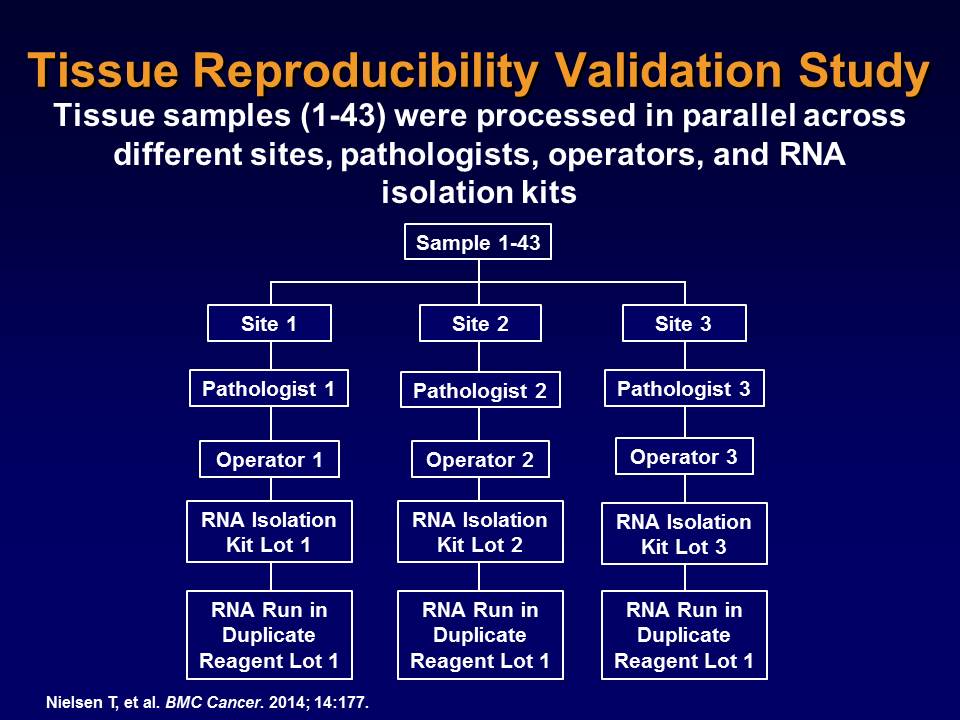 Tissue Reproducibility Validation Study
Tissue samples (1-43) were processed in parallel across
different sites, pathologists, operators, and RNA
isolation kits
Sample 1-43
Site 1
Site 2
Site 3
Pathologist 1
Pathologist 2
Pathologist 3
Operator 1
Operator 2
Operator 3
RNA Isolation
Kit Lot 1
RNA Isolation
Kit Lot 2
RNA Isolation
Kit Lot 3
RNA Run in
Duplicate
Reagent Lot 1
RNA Run in
Duplicate
Reagent Lot 1
RNA Run in
Duplicate
Reagent Lot 1
Nielsen T, et al. BMC Cancer. 2014; 14:177.